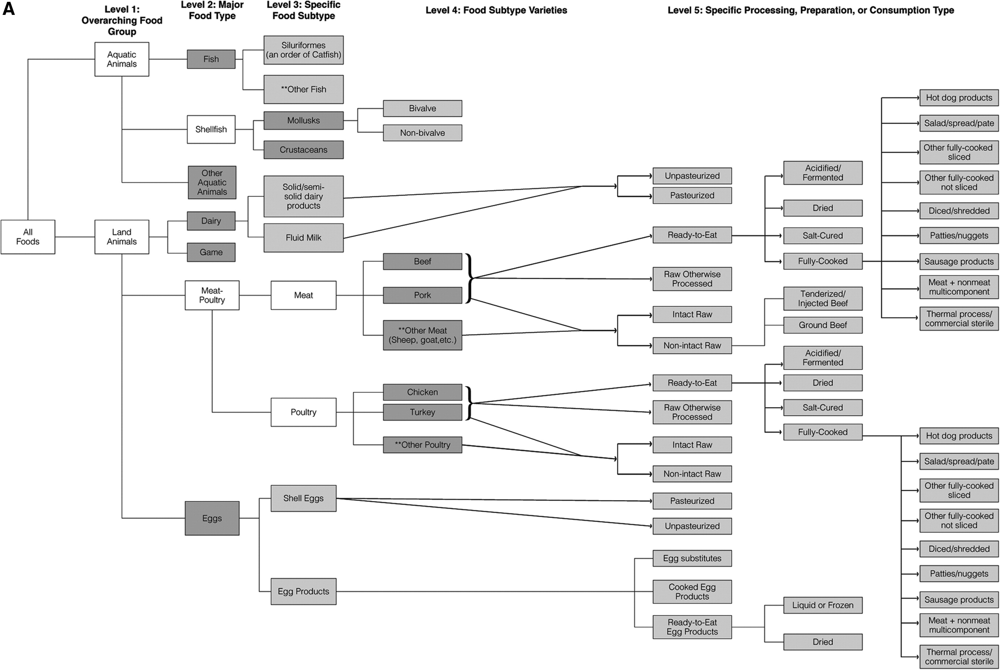 A
Level 1:
Overarching Food
Group
Level 2: Major
Food Type
Level 3: Specific
Food Subtype
Level 4: Food Subtype Varieties
Level 5: Specific Processing, Preparation, or Consumption Type
All
Foods
Aquatic
Animals
Fish
Siluriformes
(an order of Catfish)
**Other Fish
Shellfish
Mollusks
Bivalve
Non-bivalve
Crustaceans
Other
Aquatic
Animals
Land
Animals
Dairy
Solid/semi-
solid dairy
products
Fluid Milk
Unpasteurized
Pasteurized
Game
Meat-
Poultry
Meat
Beef
Pork
**Other Meat
(Sheep, goat,etc.)
Ready-to-Eat
Raw Otherwise
Processed
Intact Raw
Non-intact Raw
Acidified/
Fermented
Dried
Salt-Cured
Fully-Cooked
Tenderized/
Injected Beef
Ground Beef
Hot dog products
Salad/spread/pate
Other fully-cooked
sliced
Other fully-cooked
not sliced
Diced/shredded
Patties/nuggets
Sausage products
Meat + nonmeat
multicomponent
Thermal process/
commercial sterile
Poultry
Chicken
Turkey
**Other Poultry
Ready-to-Eat
Raw Otherwise
Processed
Intact Raw
Non-intact Raw
Acidified/
Fermented
Dried
Salt-Cured
Fully-Cooked
Hot dog products
Salad/spread/pate
Other fully-cooked
sliced
Other fully-cooked
not sliced
Diced/shredded
Patties/nuggets
Sausage products
Meat + nonmeat
multicomponent
Thermal process/
commercial sterile
Eggs
Shell Eggs
Pasteurized
Unpasteurized
Egg Products
Egg substitutes
Cooked Egg
Products
Ready-to-Eat
Egg Products
Liquid or Frozen
Dried